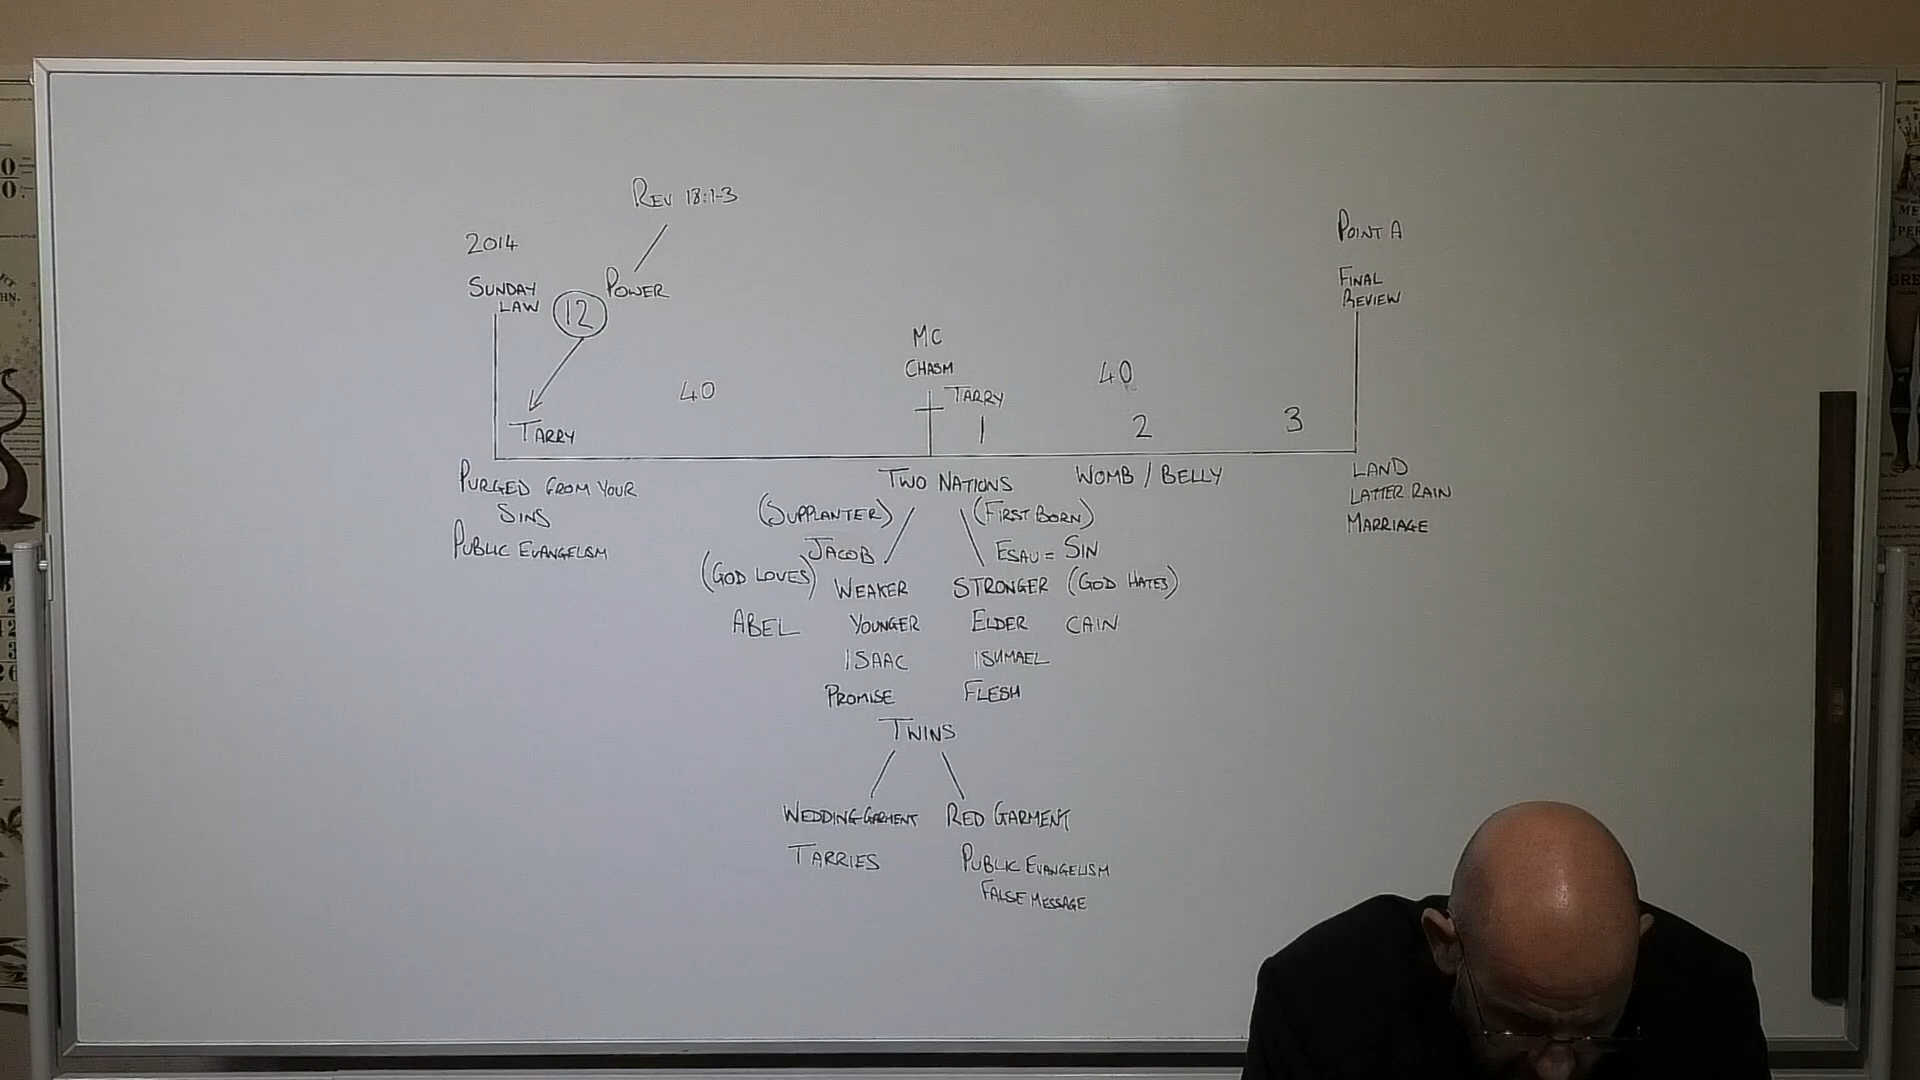 REV 18:1-3
2014
POINT A
SUNDAY
LAW
12
POWER
FINAL
REVIEW
MC
CHASM
40
TARRY
40
TARRY
1
2
3
PURGED FROM YOUR
SINS
PUBLIC EVANGELISM
TWO NATIONS
WOMB / BELLY
LAND
LATTER RAIN
MARRIAGE
(SUPPLANTER)
(FIRST BORN)
JACOB
ESAU = SIN
(GOD LOVES)
WEAKER
STRONGER
(GOD HATES)
ABEL
YOUNGER
ELDER
CAIN
ISAAC
ISHMAEL
PROMISE
FLESH
TWINS
WEDDING GARMENT
RED GARMENT
TARRIES
PUBLIC EVANGELISM
FALSE MESSAGE